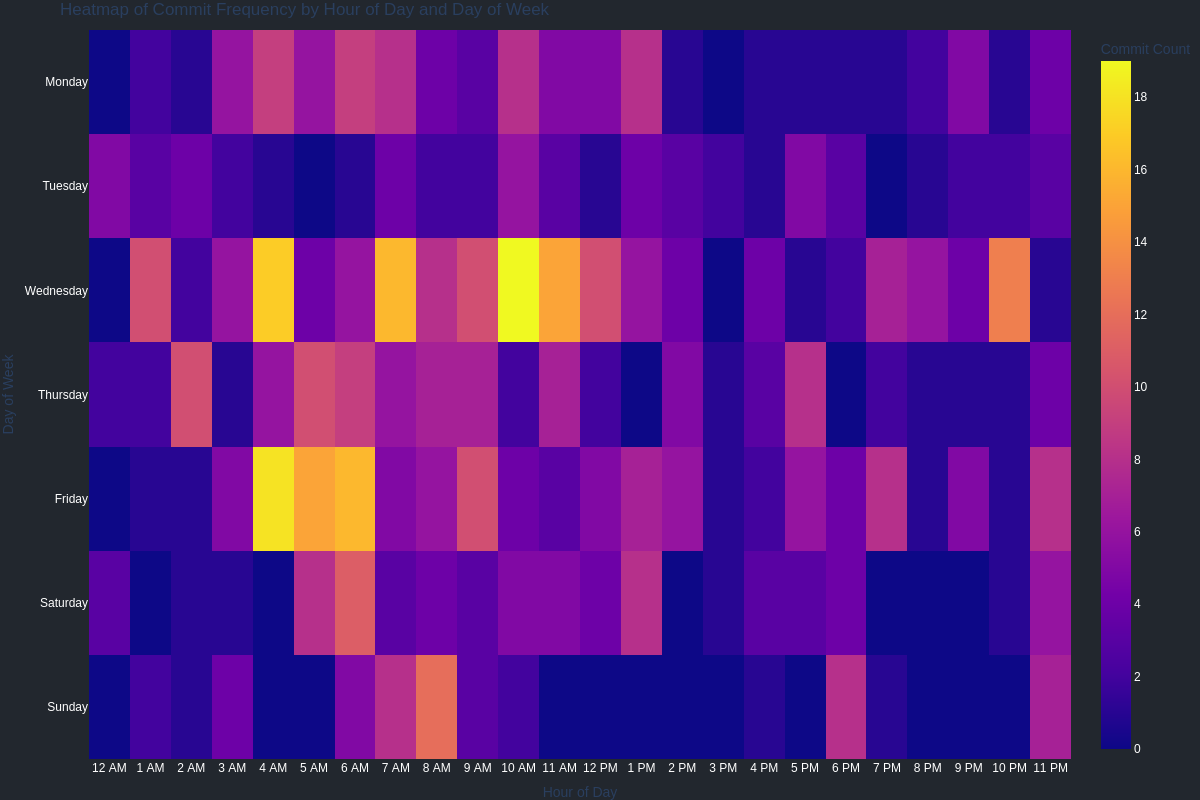 Heatmap of Commit Frequency by Hour of Day and Day of Week
Commit Count
18
16
14
12
10
8
6
4
2
0
Day of Week
Monday
Tuesday
Wednesday
Thursday
Friday
Saturday
Sunday
12 AM 1 AM 2 AM 3 AM 4 AM 5 AM 6 AM 7 AM 8 AM 9 AM 10 AM 11 AM 12 PM 1 PM 2 PM 3 PM 4 PM 5 PM 6 PM 7 PM 8 PM 9 PM 10 PM 11 PM
Hour of Day